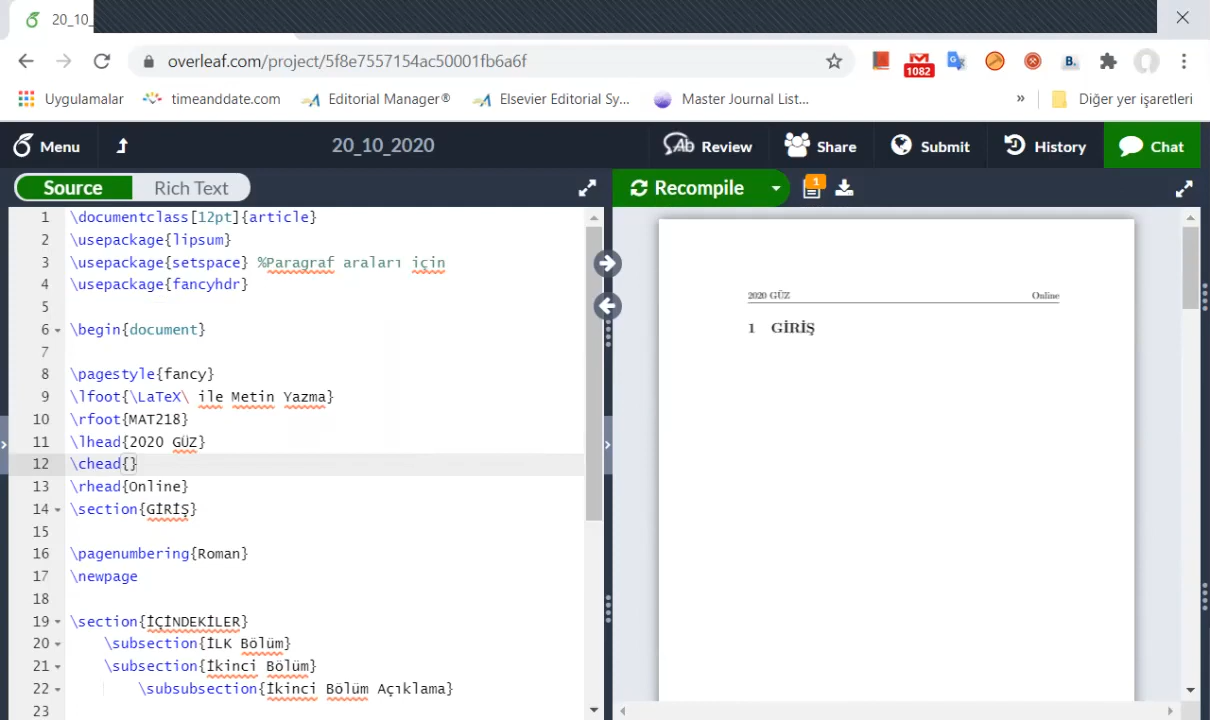 20_10_
overleaf.com/project/5f8e7557154ac50001fb6a6f
1082
B.
Uygulamalar
timeanddate.com
Editorial Manager®
Elsevier Editorial Sy...
Master Journal List...
»
Diğer yer işaretleri
Menu
20_10_2020
Ab Review
Share
Submit
History
Chat
Source
Rich Text
Recompile
1
1 \documentclass[12pt]{article}
2 \usepackage{lipsum}
3 \usepackage{setspace} %Paragraf araları için
4 \usepackage{fancyhdr}
5
6 \begin{document}
7
8 \pagestyle{fancy}
9 \lfoot{\LaTeX\ ile Metin Yazma}
10 \rfoot{MAT218}
11 \lhead{2020 GÜZ}
12 \chead{}
13 \rhead{Online}
14 \section{GİRİŞ}
15
16 \pagenumbering{Roman}
17 \newpage
18
19 \section{İÇİNDEKİLER}
20 \subsection{İLK Bölüm}
21 \subsection{İkinci Bölüm}
22 \subsubsection{İkinci Bölüm Açıklama}
23
2020 GÜZ
Online
1 GİRİŞ